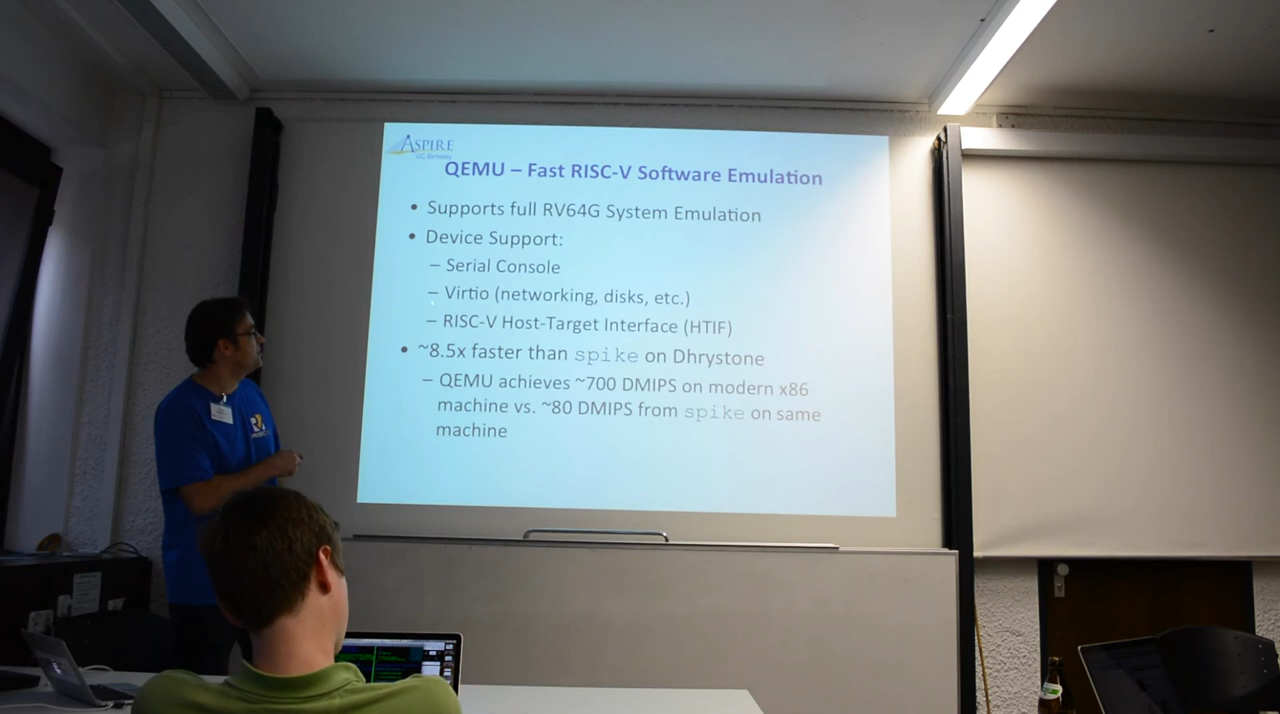 ASPIRE
UC Berkeley
QEMU – Fast RISC-V Software Emulation
• Supports full RV64G System Emulation
• Device Support:
– Serial Console
– Virtio (networking, disks, etc.)
– RISC-V Host-Target Interface (HTIF)
• ~8.5x faster than spike on Dhrystone
– QEMU achieves ~700 DMIPS on modern x86
machine vs. ~80 DMIPS from spike on same
machine